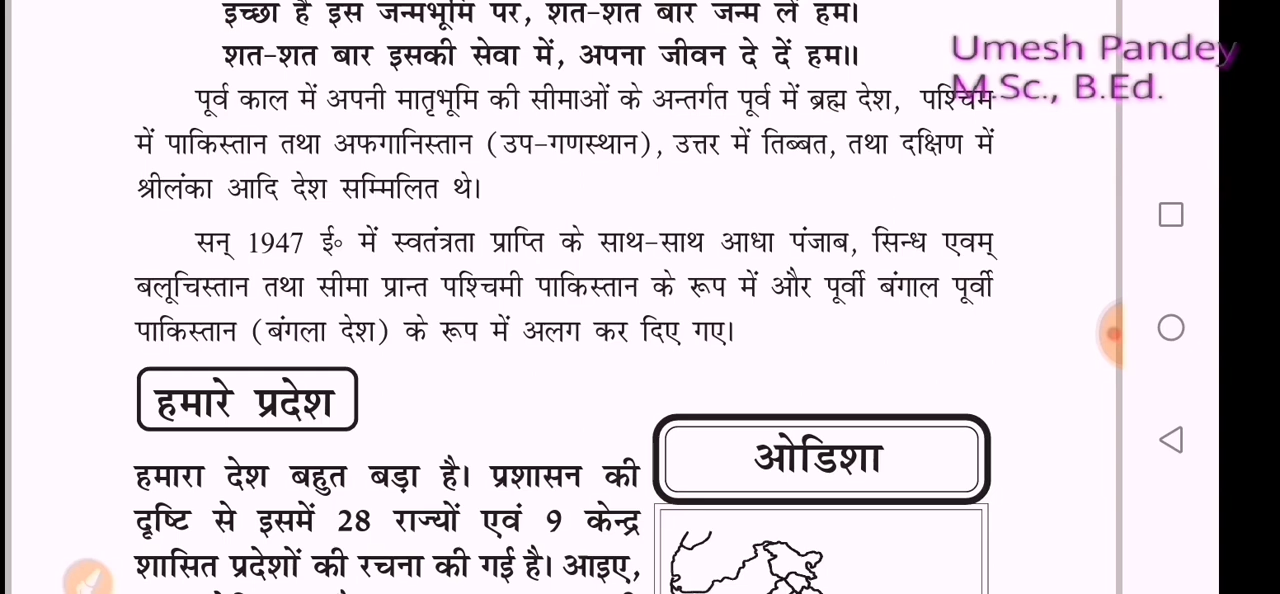 इच्छा है इस जन्मभूमि पर, शत-शत बार जन्म लें हम।
शत-शत बार इसकी सेवा में, अपना जीवन दे दें हम॥
Umesh Pandey
M.Sc., B.Ed.
पूर्व काल में अपनी मातृभूमि की सीमाओं के अन्तर्गत पूर्व में ब्रह्म देश, पश्चिम
में पाकिस्तान तथा अफगानिस्तान (उप-गणस्थान), उत्तर में तिब्बत, तथा दक्षिण में
श्रीलंका आदि देश सम्मिलित थे।
सन् 1947 ई॰ में स्वतंत्रता प्राप्ति के साथ-साथ आधा पंजाब, सिन्ध एवम्
बलूचिस्तान तथा सीमा प्रान्त पश्चिमी पाकिस्तान के रूप में और पूर्वी बंगाल पूर्वी
पाकिस्तान (बंगला देश) के रूप में अलग कर दिए गए।
हमारे प्रदेश
हमारा देश बहुत बड़ा है। प्रशासन की
दृष्टि से इसमें 28 राज्यों एवं 9 केन्द्र
शासित प्रदेशों की रचना की गई है। आइए,
ओडिशा